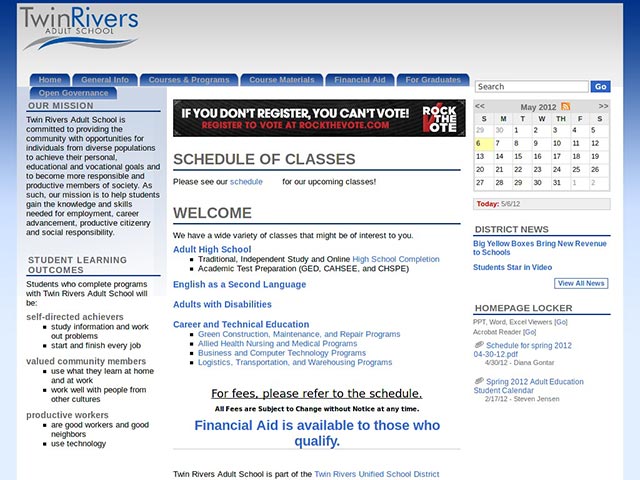 TwinRivers
ADULT SCHOOL
Home
General Info
Courses & Programs
Course Materials
Financial Aid
For Graduates
Open Governance
Search
Go
OUR MISSION
Twin Rivers Adult School is
committed to providing the
community with opportunities for
individuals from diverse populations
to achieve their personal,
educational and vocational goals and
to become more responsible and
productive members of society. As
such, our mission is to help students
gain the knowledge and skills
needed for employment, career
advancement, productive citizenry
and social responsibility.
STUDENT LEARNING
OUTCOMES
Students who complete programs
with Twin Rivers Adult School will
be:
self-directed achievers
study information and work
out problems
start and finish every job
valued community members
use what they learn at home
and at work
work well with people from
other cultures
productive workers
are good workers and good
neighbors
use technology
IF YOU DON'T REGISTER, YOU CAN'T VOTE!
REGISTER TO VOTE AT ROCKTHEVOTE.COM
ROCK
THE
VOTE
SCHEDULE OF CLASSES
Please see our schedule for our upcoming classes!
WELCOME
We have a wide variety of classes that might be of interest to you.
Adult High School
Traditional, Independent Study and Online High School Completion
Academic Test Preparation (GED, CAHSEE, and CHSPE)
English as a Second Language
Adults with Disabilities
Career and Technical Education
Green Construction, Maintenance, and Repair Programs
Allied Health Nursing and Medical Programs
Business and Computer Technology Programs
Logistics, Transportation, and Warehousing Programs
For fees, please refer to the schedule.
All Fees are Subject to Change without Notice at any time.
Financial Aid is available to those who
qualify.
Twin Rivers Adult School is part of the Twin Rivers Unified School District
<< May 2012 >>
S M T W TH F S
29 30 1 2 3 4 5
6 7 8 9 10 11 12
13 14 15 16 17 18 19
20 21 22 23 24 25 26
27 28 29 30 31 1 2
Today: 5/6/12
DISTRICT NEWS
Big Yellow Boxes Bring New Revenue
to Schools
Students Star in Video
View All News
HOMEPAGE LOCKER
PPT, Word, Excel Viewers [Go]
Acrobat Reader [Go]
Schedule for spring 2012
04-30-12.pdf
4/30/12 - Diana Gontar
Spring 2012 Adult Education
Student Calendar
2/17/12 - Steven Jensen